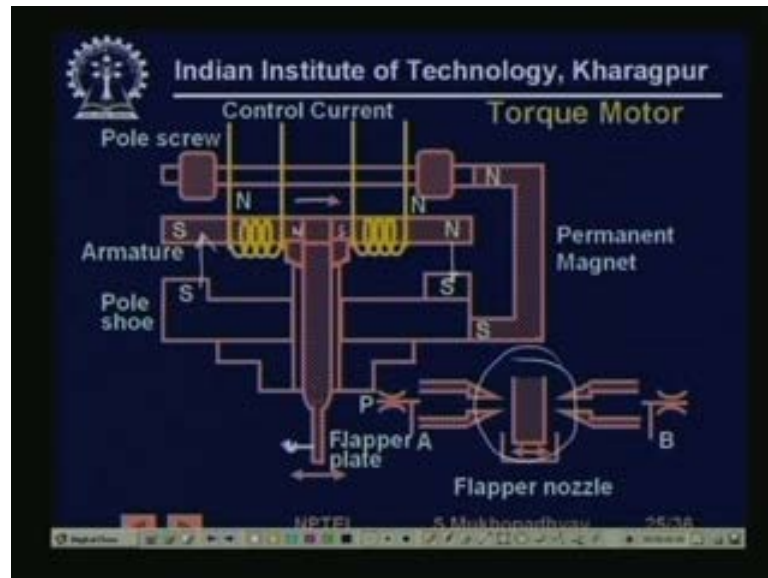 Indian Institute of Technology, Kharagpur
Control Current
Torque Motor
Pole screw
N
N
N
S
N
Armature
Permanent
Magnet
S
S
Pole
shoe
S
P
A
B
Flapper
plate
Flapper nozzle
NPTEL
S.Mukhopadhyay
25/36